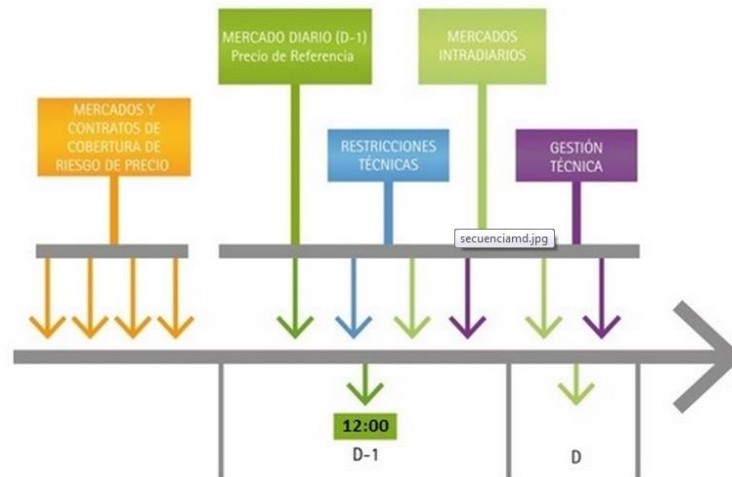 MERCADO DIARIO (D-1)
Precio de Referencia
MERCADOS
INTRADIARIOS
MERCADOS Y
CONTRATOS DE
COBERTURA DE
RIESGO DE PRECIO
RESTRICCIONES
TÉCNICAS
GESTIÓN
TÉCNICA
secuenciamd.jpg
12:00
D-1
D